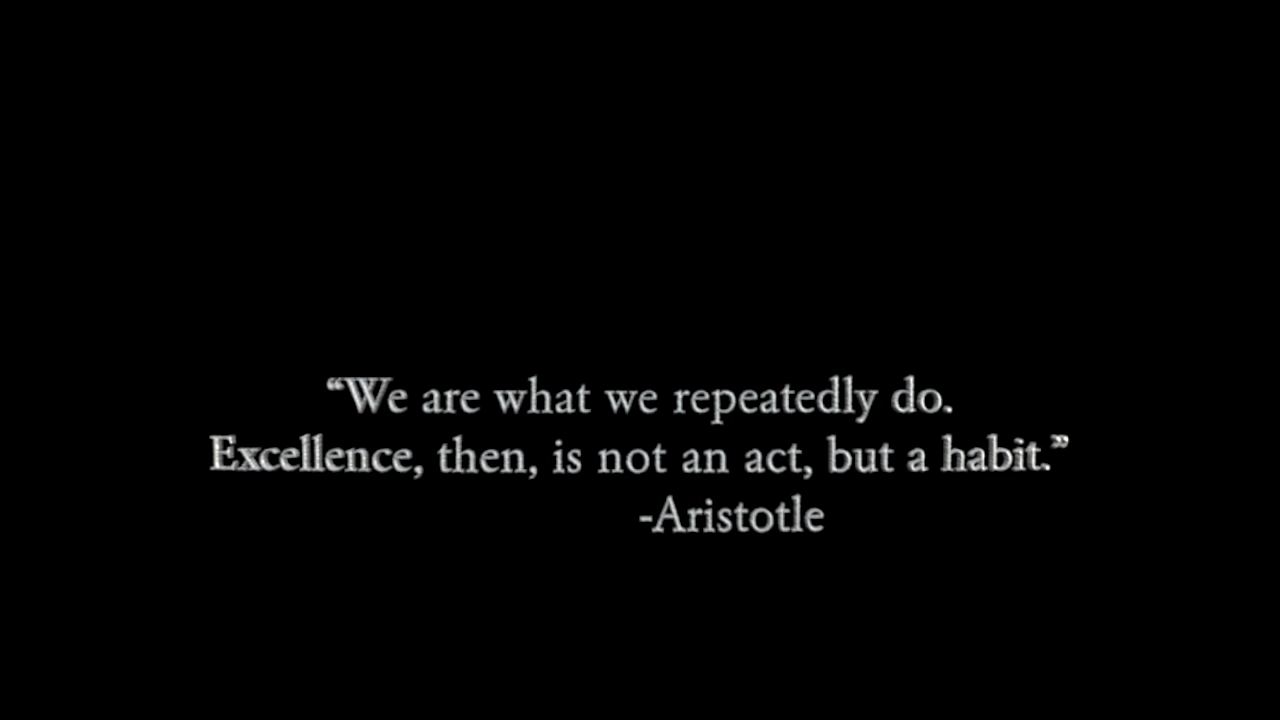 “We are what we repeatedly do.
Excellence, then, is not an act, but a habit.”
-Aristotle